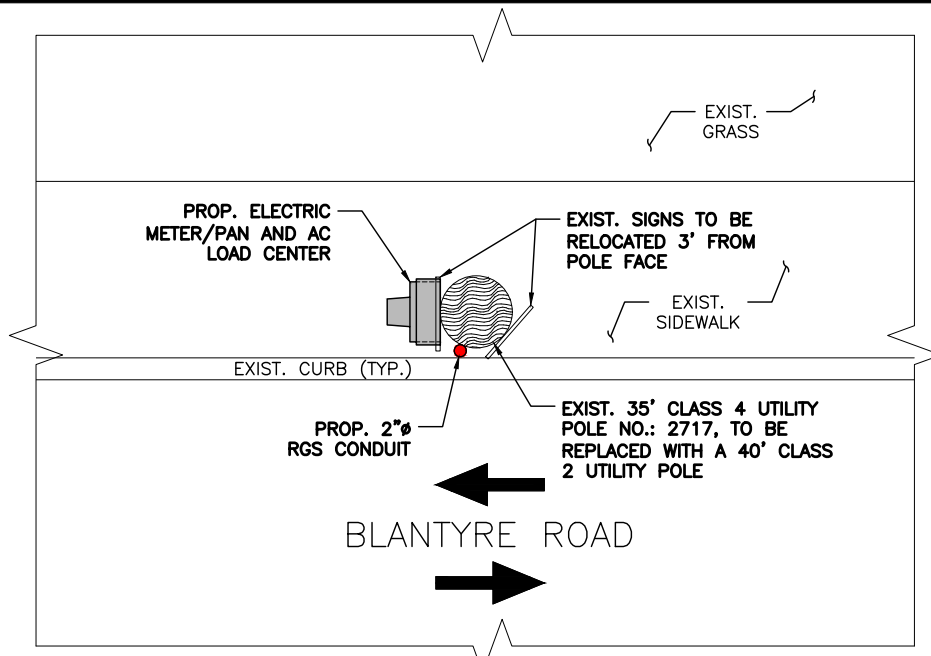 EXIST.
GRASS
PROP. ELECTRIC
METER/PAN AND AC
LOAD CENTER
EXIST. SIGNS TO BE
RELOCATED 3' FROM
POLE FACE
EXIST.
SIDEWALK
EXIST. CURB (TYP.)
PROP. 2"ø
RGS CONDUIT
EXIST. 35' CLASS 4 UTILITY
POLE NO.: 2717, TO BE
REPLACED WITH A 40' CLASS
2 UTILITY POLE
BLANTYRE ROAD